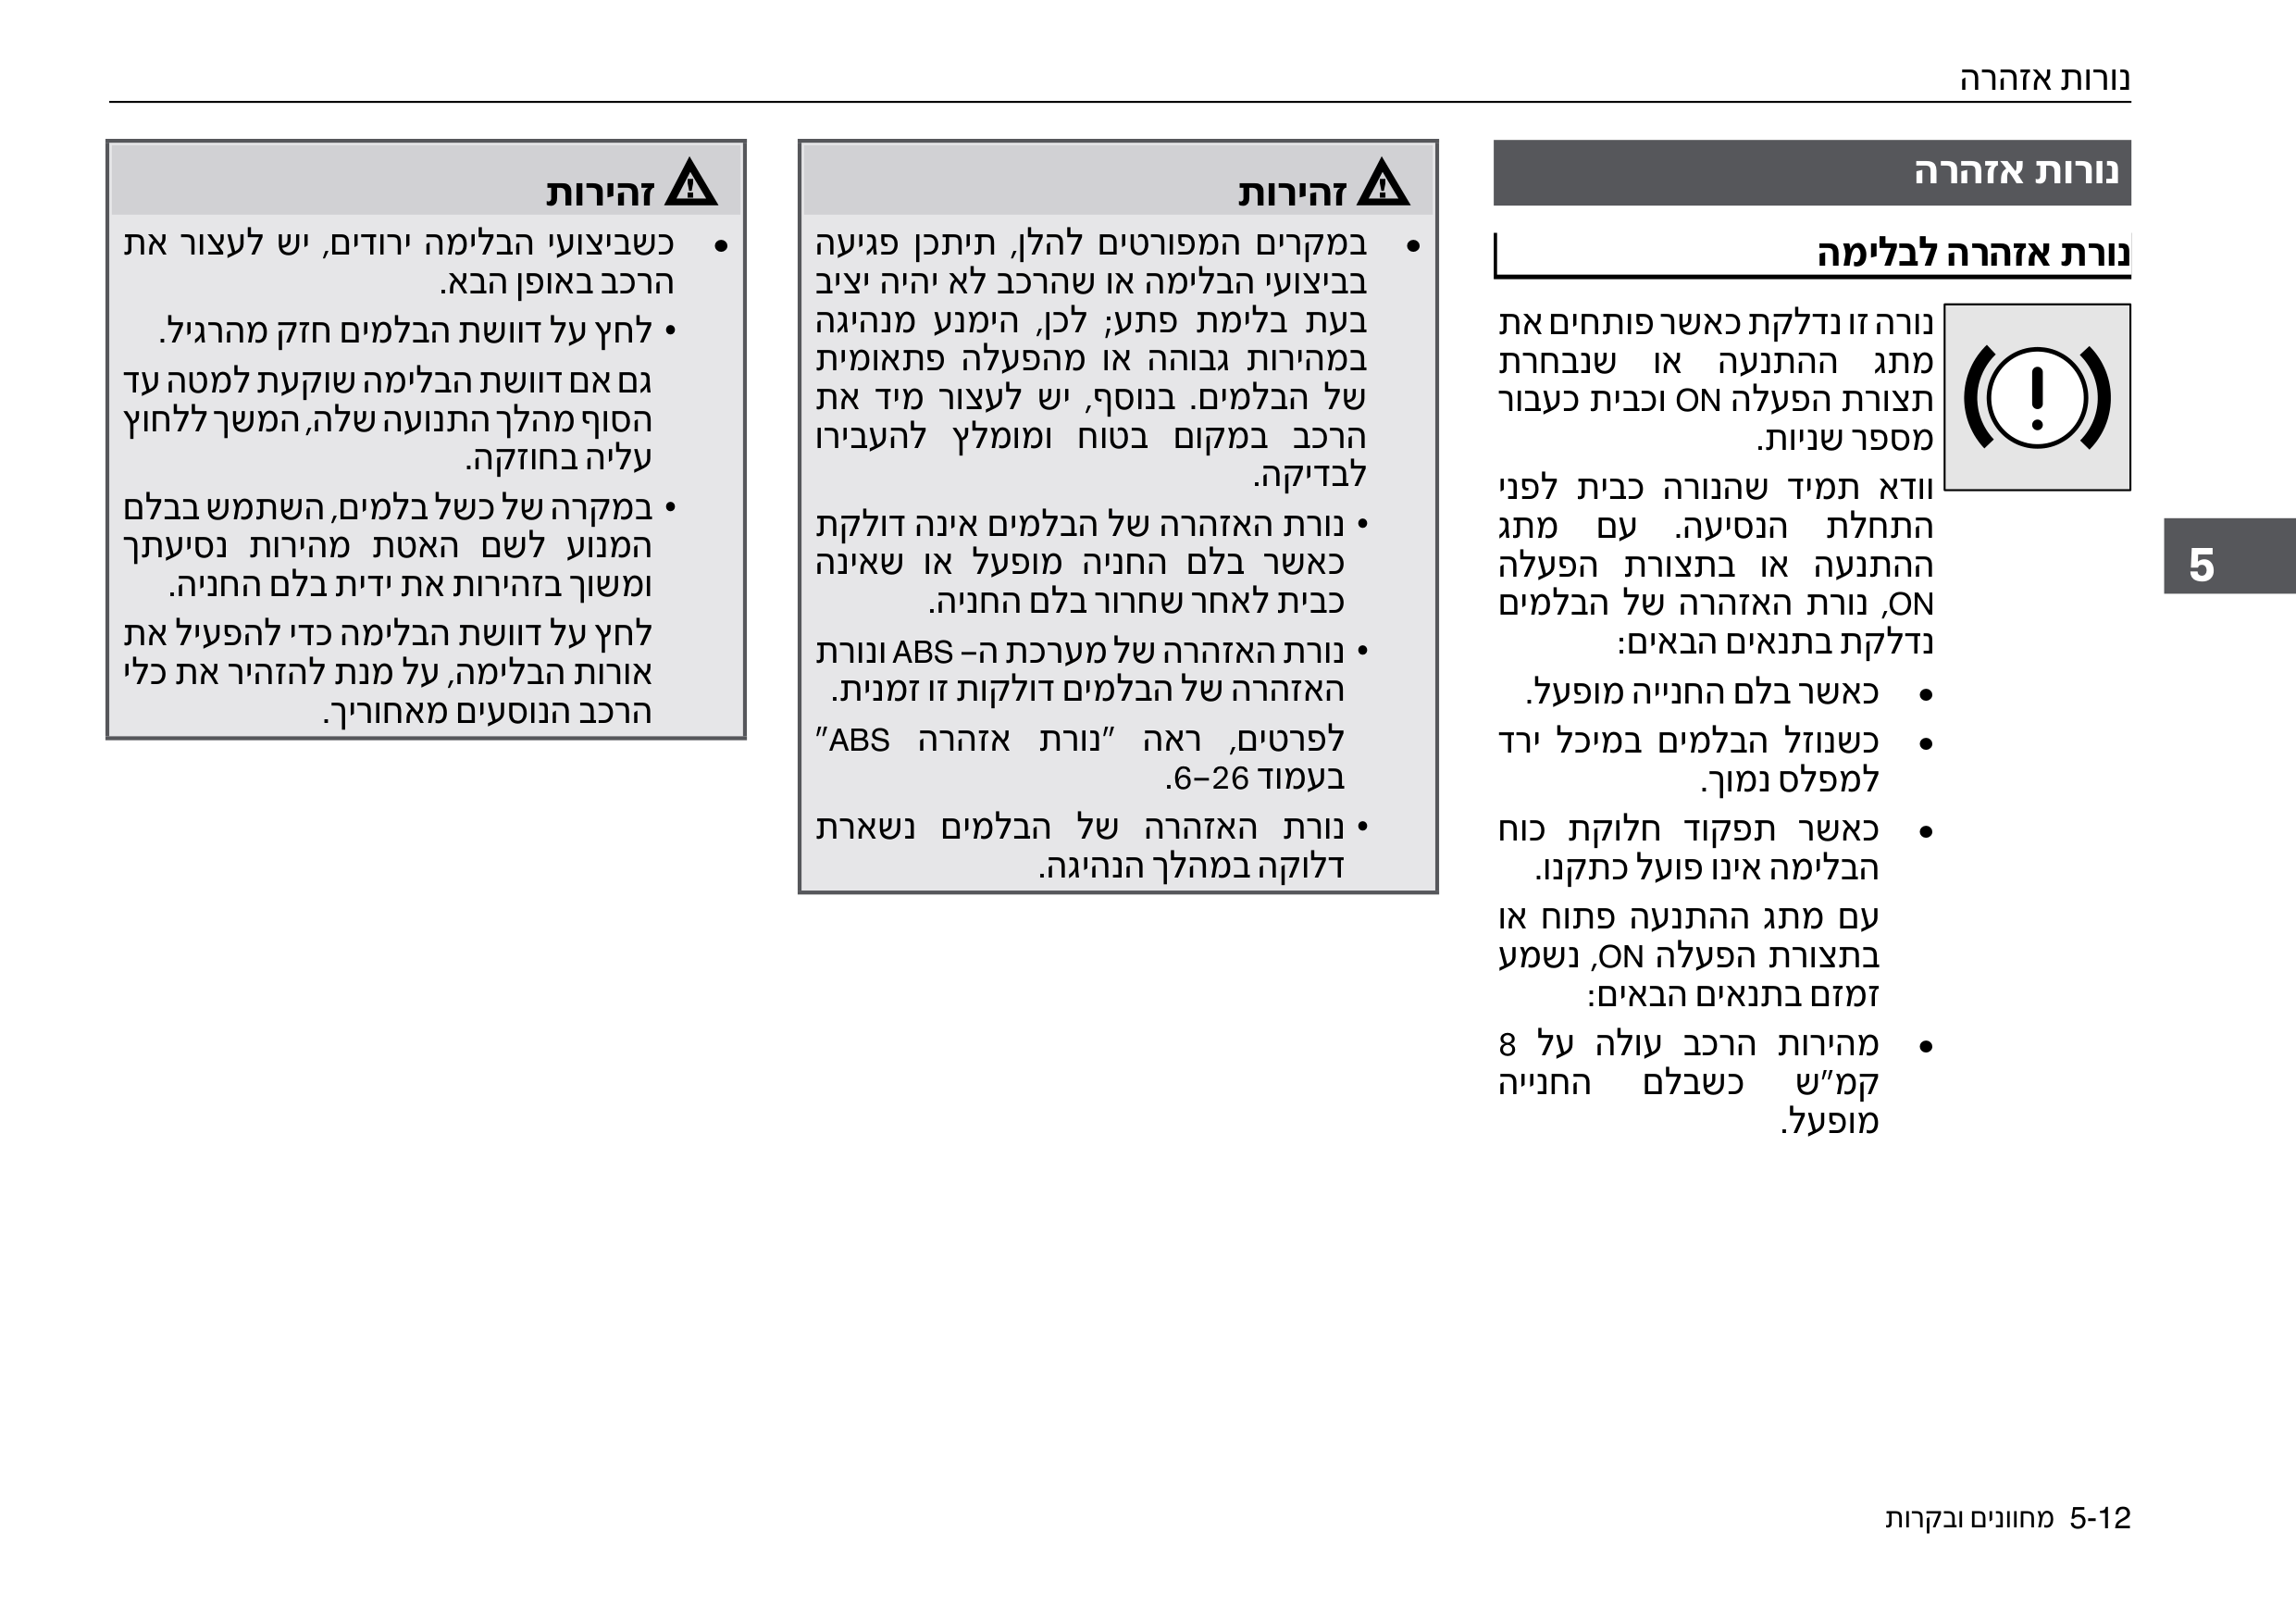 נורות אזהרה
נורות אזהרה
נורת אזהרה לבלימה
נורה זו נדלקת כאשר פותחים את
מתג ההתנעה או שנבחרת
תצורת הפעלה ON וכבית כעבור
מספר שניות.
וודא תמיד שהנורה כבית לפני
התחלת הנסיעה. עם מתג
ההתנעה או בתצורת הפעלה
ON, נורת האזהרה של הבלמים
נדלקת בתנאים הבאים:
● כאשר בלם החנייה מופעל.
● כשנוזל הבלמים במיכל ירד
למפלס נמוך.
● כאשר תפקוד חלוקת כוח
הבלימה אינו פועל כתקנו.
עם מתג ההתנעה פתוח או
בתצורת הפעלה ON, נשמע
זמזם בתנאים הבאים:
● מהירות הרכב עולה על 8
קמ"ש כשבלם החנייה
מופעל.
זהירות
● במקרים המפורטים להלן, תיתכן פגיעה
בביצועי הבלימה או שהרכב לא יהיה יציב
בעת בלימת פתע; לכן, הימנע מנהיגה
במהירות גבוהה או מהפעלה פתאומית
של הבלמים. בנוסף, יש לעצור מיד את
הרכב במקום בטוח ומומלץ להעבירו
לבדיקה.
• נורת האזהרה של הבלמים אינה דולקת
כאשר בלם החניה מופעל או שאינה
כבית לאחר שחרור בלם החניה.
• נורת האזהרה של מערכת ה– ABS ונורת
האזהרה של הבלמים דולקות זו זמנית.
לפרטים, ראה "נורת אזהרה ABS"
בעמוד 6–26.
• נורת האזהרה של הבלמים נשארת
דלוקה במהלך הנהיגה.
זהירות
● כשביצועי הבלימה ירודים, יש לעצור את
הרכב באופן הבא.
• לחץ על דוושת הבלמים חזק מהרגיל.
גם אם דוושת הבלימה שוקעת למטה עד
הסוף מהלך התנועה שלה, המשך ללחוץ
עליה בחוזקה.
• במקרה של כשל בלמים, השתמש בבלם
המנוע לשם האטת מהירות נסיעתך
ומשוך בזהירות את ידית בלם החניה.
לחץ על דוושת הבלימה כדי להפעיל את
אורות הבלימה, על מנת להזהיר את כלי
הרכב הנוסעים מאחוריך.
5
5-12 מחוונים ובקרות